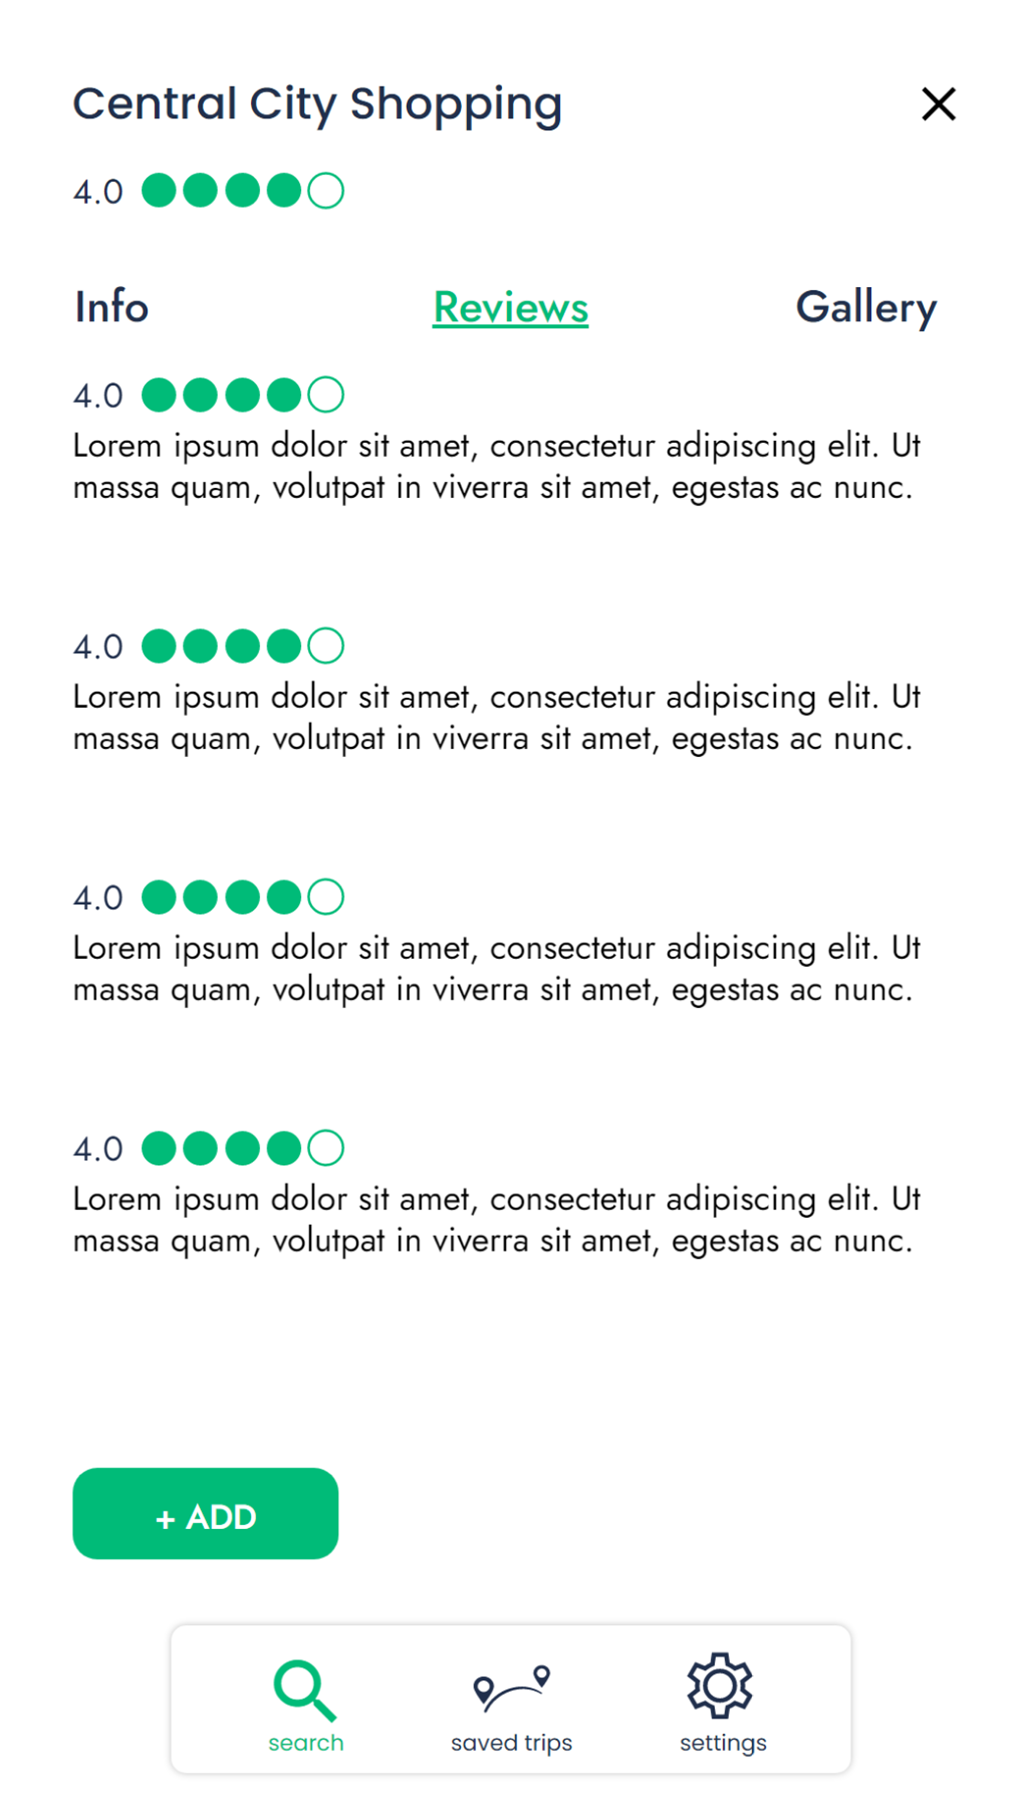 Central City Shopping
4.0
Info
Reviews
Gallery
4.0
Lorem ipsum dolor sit amet, consectetur adipiscing elit. Ut
massa quam, volutpat in viverra sit amet, egestas ac nunc.
4.0
Lorem ipsum dolor sit amet, consectetur adipiscing elit. Ut
massa quam, volutpat in viverra sit amet, egestas ac nunc.
4.0
Lorem ipsum dolor sit amet, consectetur adipiscing elit. Ut
massa quam, volutpat in viverra sit amet, egestas ac nunc.
4.0
Lorem ipsum dolor sit amet, consectetur adipiscing elit. Ut
massa quam, volutpat in viverra sit amet, egestas ac nunc.
+ ADD
search
saved trips
settings